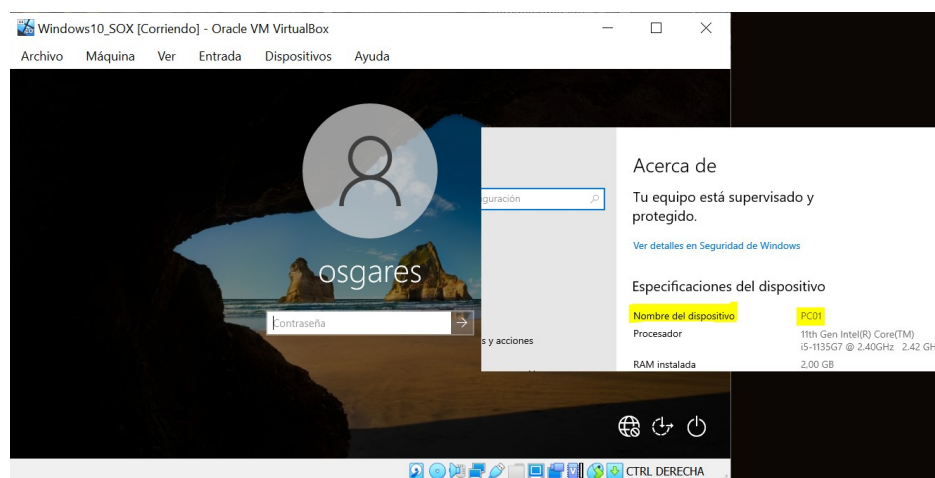 Windows10_SOX [Corriendo] - Oracle VM VirtualBox
Archivo Máquina Ver Entrada Dispositivos Ayuda
osgares
Contraseña
iguración
s y acciones
Acerca de
Tu equipo está supervisado y
protegido.
Ver detalles en Seguridad de Windows
Especificaciones del dispositivo
Nombre del dispositivo PC01
Procesador 11th Gen Intel(R) Core(TM)
i5-1135G7 @ 2.40GHz 2.42 GH
RAM instalada 2,00 GB
CTRL DERECHA